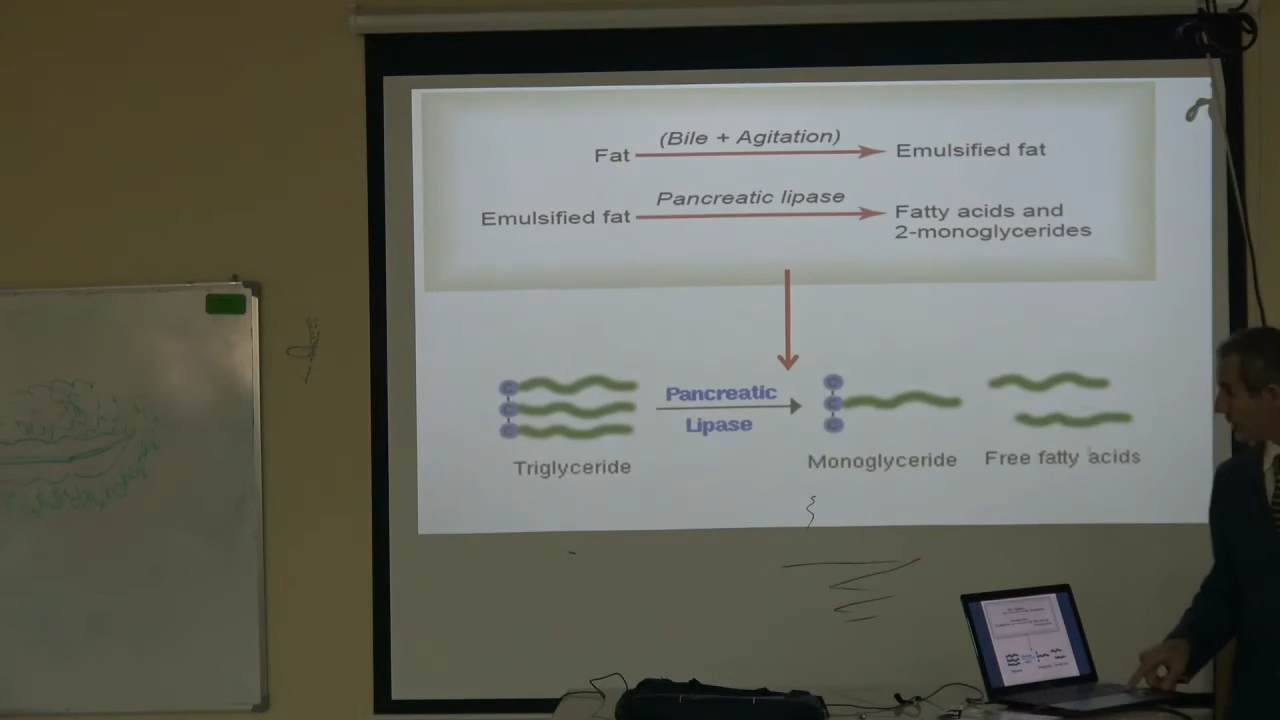 (Bile + Agitation)
Fat
Emulsified fat
Pancreatic lipase
Emulsified fat
Fatty acids and
2-monoglycerides
C
C
C
Pancreatic
Lipase
C
C
C
Triglyceride
Monoglyceride
Free fatty acids